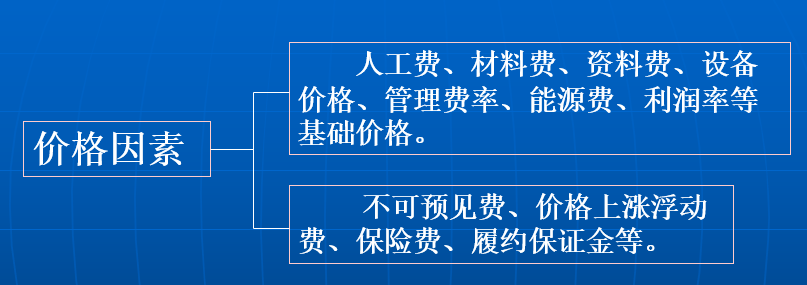 价格因素
人工费、材料费、资料费、设备
价格、管理费率、能源费、利润率等
基础价格。
不可预见费、价格上涨浮动
费、保险费、履约保证金等。